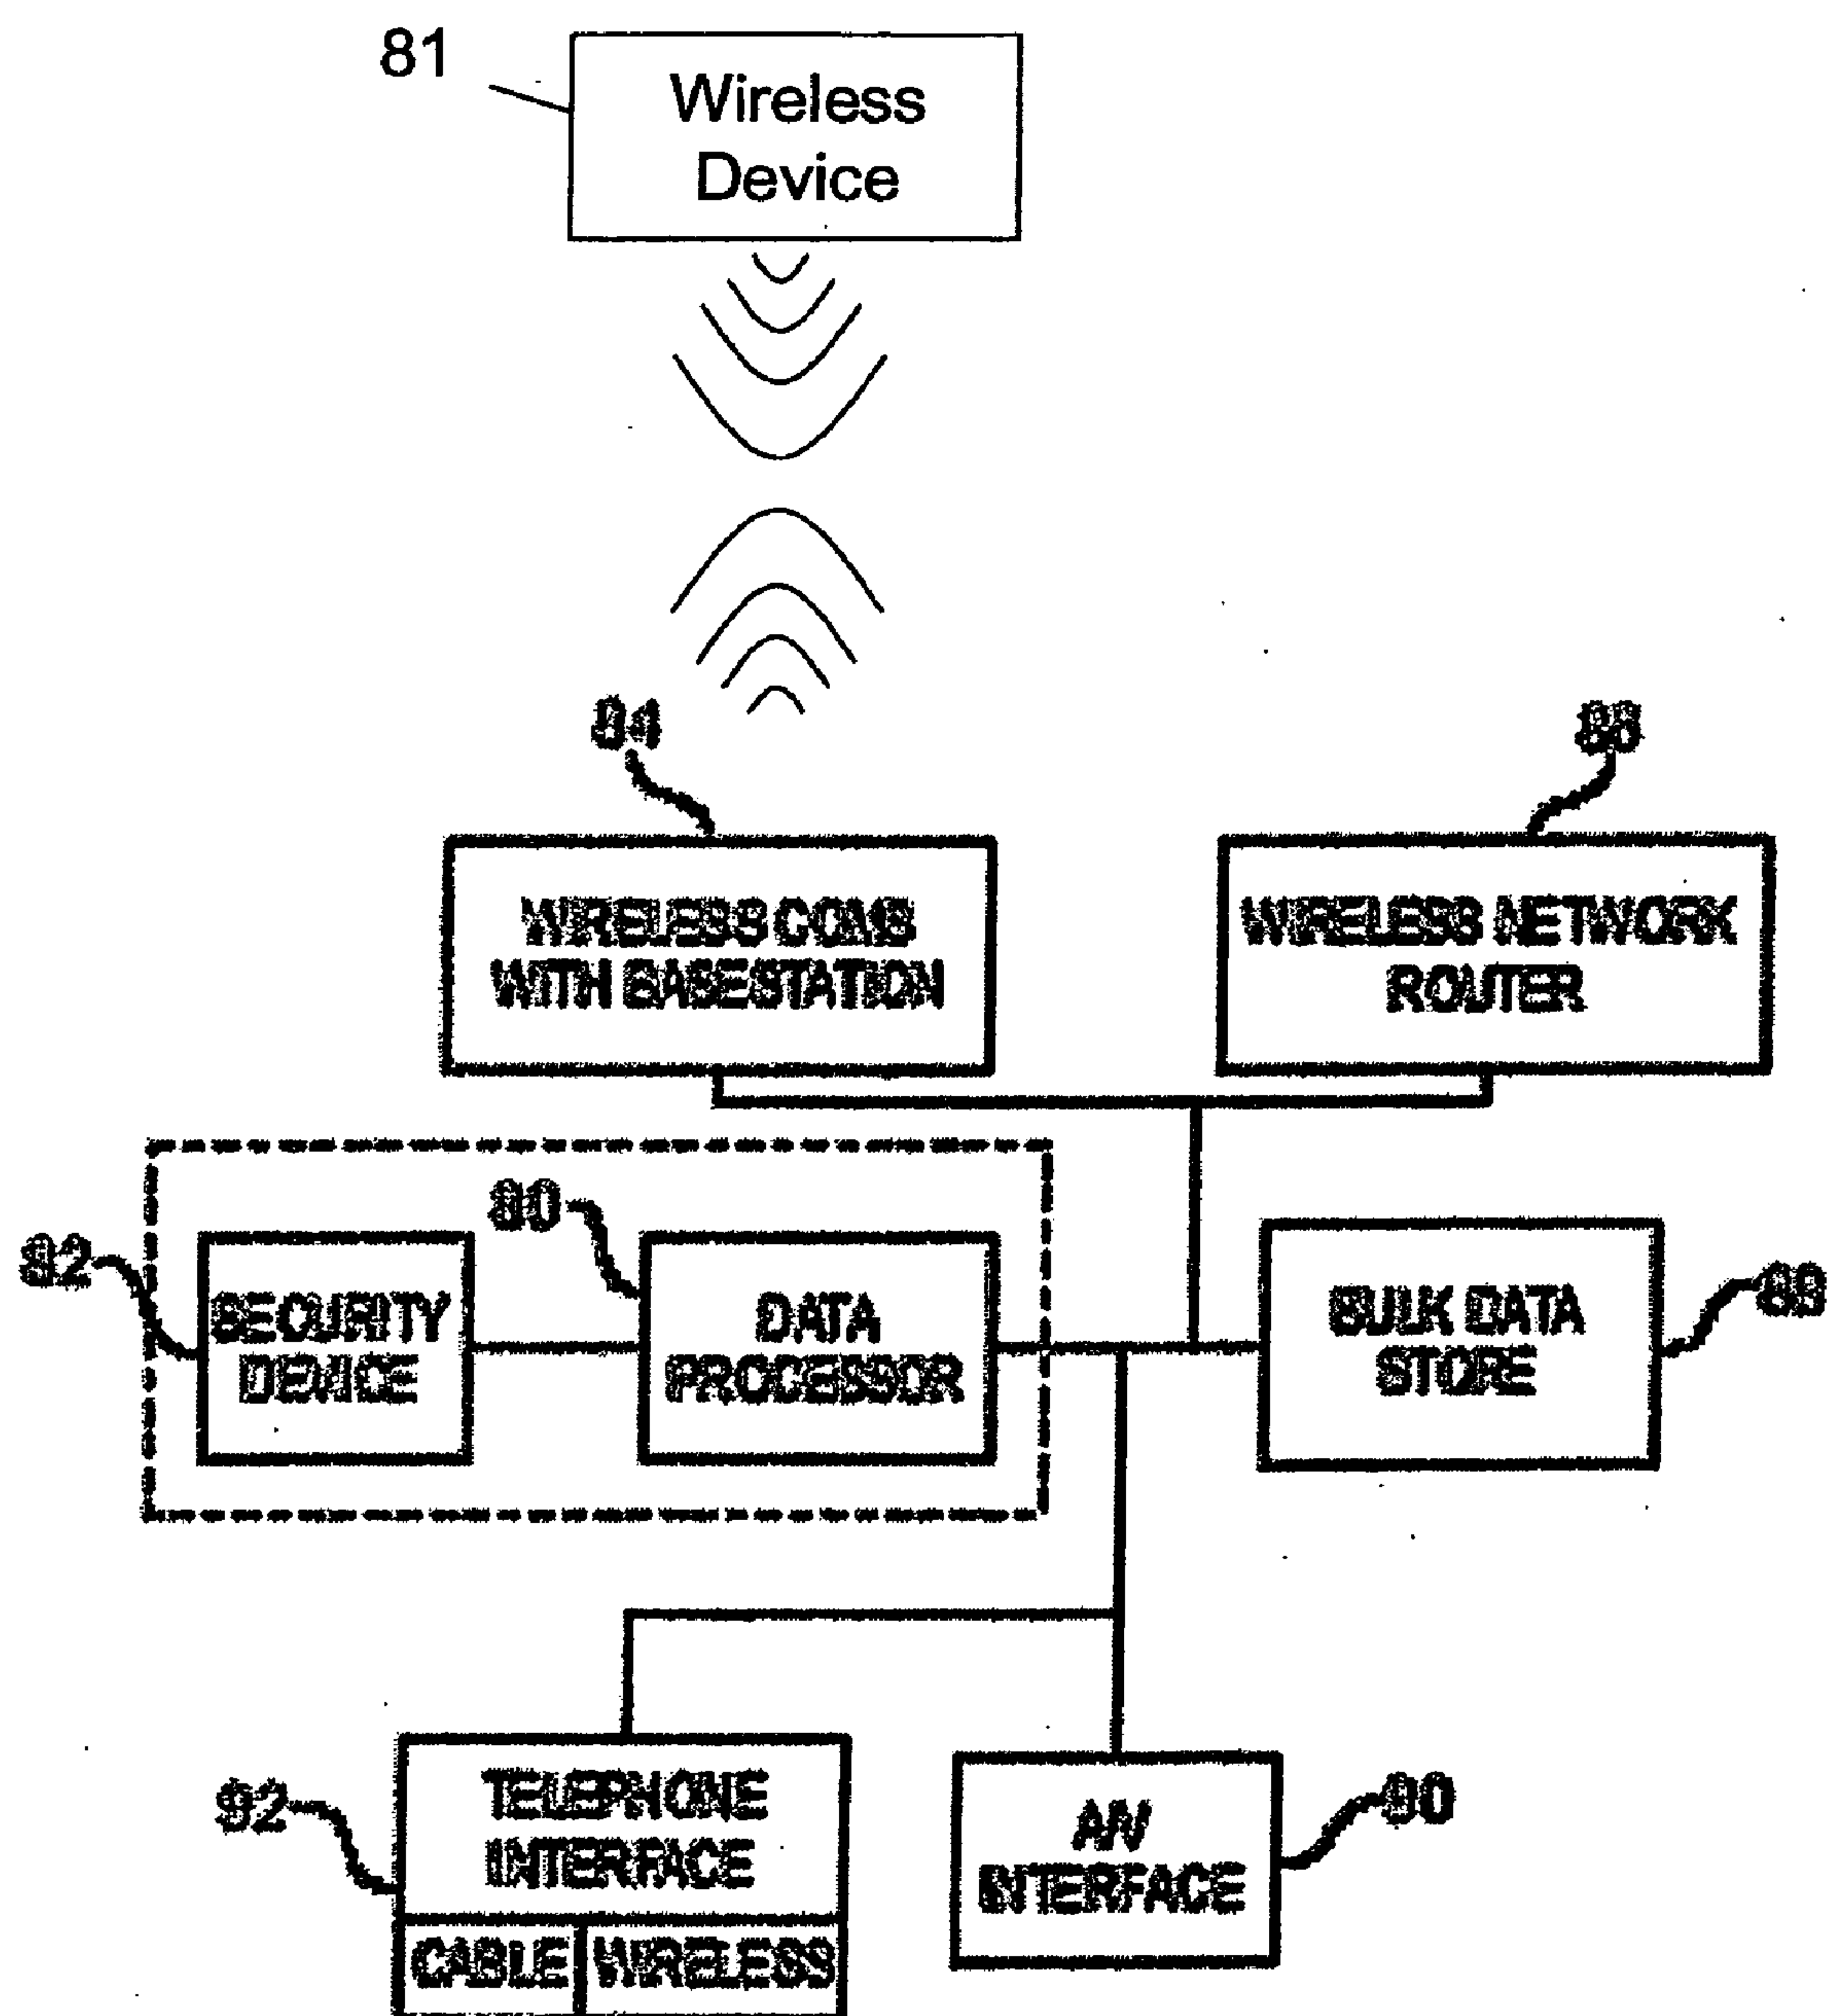 81
Wireless
Device
84
88
WIRELESS COMS
WITH BASESTATION
WIRELESS NETWORK
ROUTER
80
82
SECURITY
DEVICE
DATA
PROCESSOR
BULK DATA
STORE
89
92
TELEPHONE
INTERFACE
A/V
INTERFACE
90
CABLE
WIRELESS